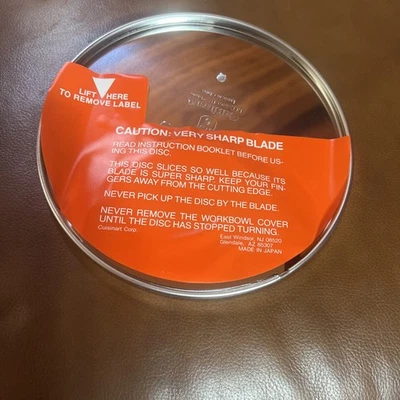 LIFT HERE
TO REMOVE LABEL
CAUTION: VERY SHARP BLADE
READ INSTRUCTION BOOKLET BEFORE US-
ING THIS DISC.
THIS DISC SLICES SO WELL BECAUSE ITS
BLADE IS SUPER SHARP. KEEP YOUR FIN-
GERS AWAY FROM THE CUTTING EDGE.
NEVER PICK UP THE DISC BY THE BLADE.
NEVER REMOVE THE WORKBOWL COVER
UNTIL THE DISC HAS STOPPED TURNING.
Cuisinart Corp.
East Windsor, NJ 08520
Glendale, AZ 85307
MADE IN JAPAN